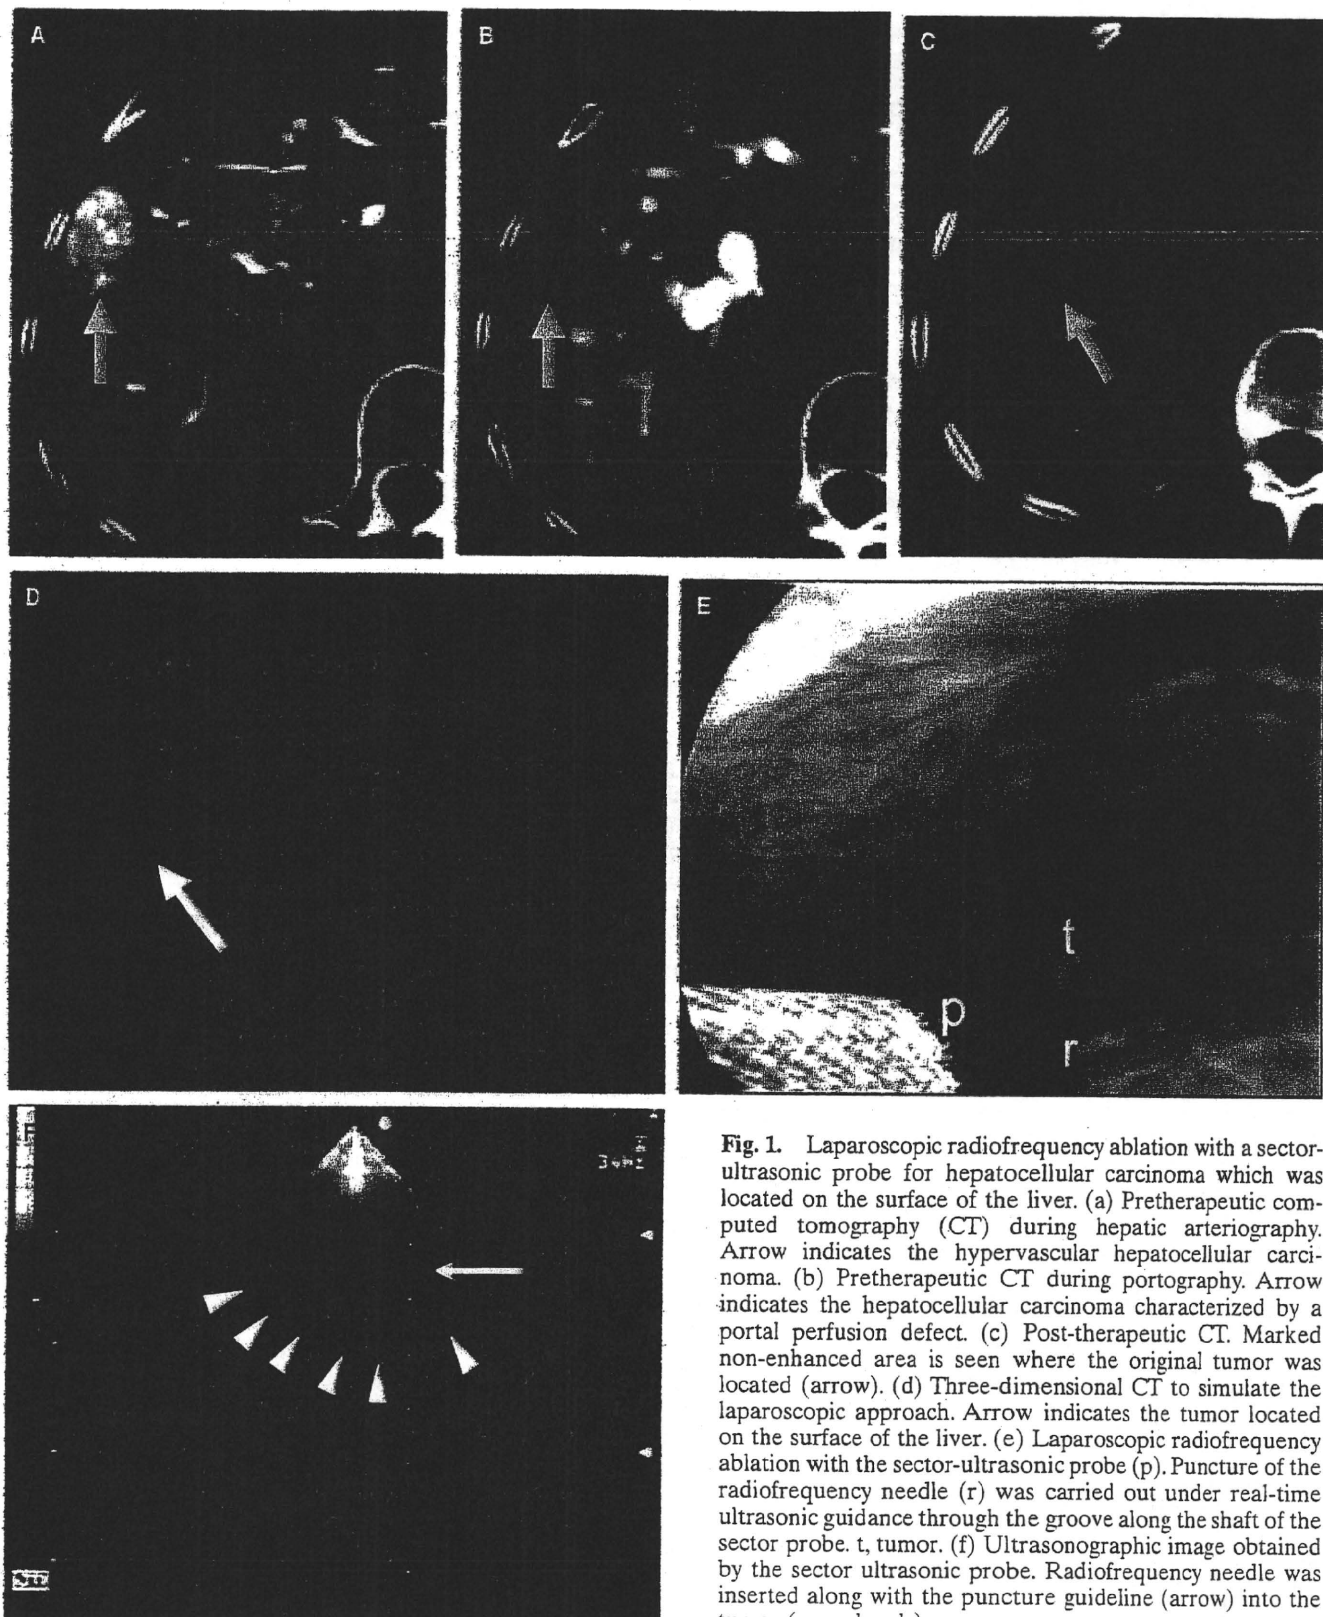 A
B
C
D
E
t
p
r
F
Fig. 1. Laparoscopic radiofrequency ablation with a sector-
ultrasonic probe for hepatocellular carcinoma which was
located on the surface of the liver. (a) Pretherapeutic com-
puted tomography (CT) during hepatic arteriography.
Arrow indicates the hypervascular hepatocellular carci-
noma. (b) Pretherapeutic CT during portography. Arrow
indicates the hepatocellular carcinoma characterized by a
portal perfusion defect. (c) Post-therapeutic CT. Marked
non-enhanced area is seen where the original tumor was
located (arrow). (d) Three-dimensional CT to simulate the
laparoscopic approach. Arrow indicates the tumor located
on the surface of the liver. (e) Laparoscopic radiofrequency
ablation with the sector-ultrasonic probe (p). Puncture of the
radiofrequency needle (r) was carried out under real-time
ultrasonic guidance through the groove along the shaft of the
sector probe. t, tumor. (f) Ultrasonographic image obtained
by the sector ultrasonic probe. Radiofrequency needle was
inserted along with the puncture guideline (arrow) into the